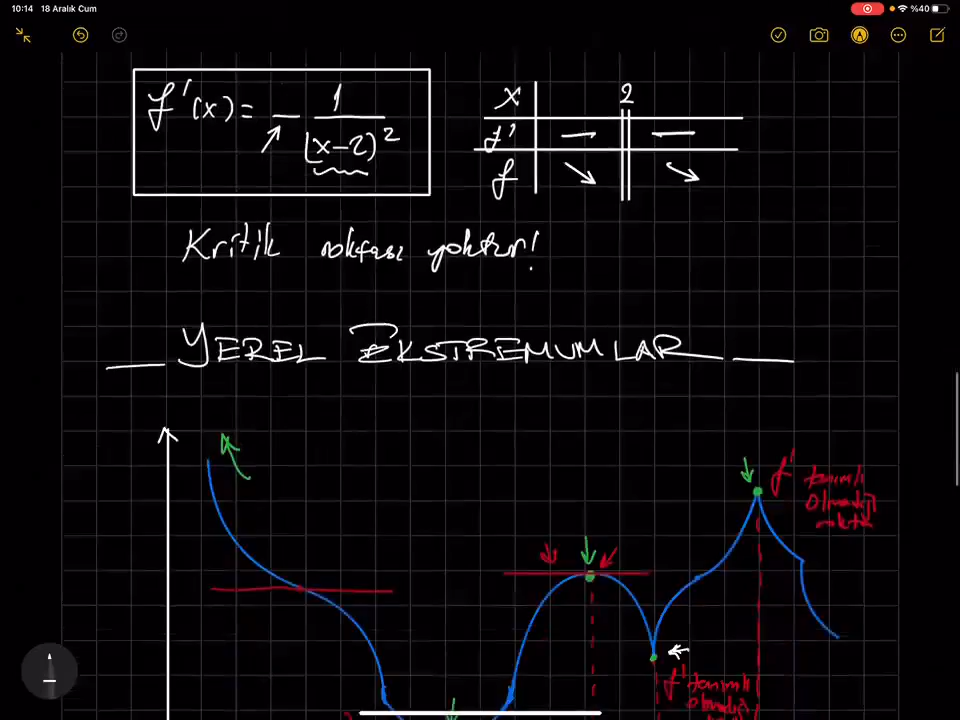 10:14 18 Aralık Cum %40
f'(x) = - 1/(x-2)²
x 2
f' - -
f ↘ ↘
Kritik noktası yoktur!
YEREL EKSTREMUMLAR
f' tanımlı
olmadığı
nokta
f' tanımlı
olmadığı